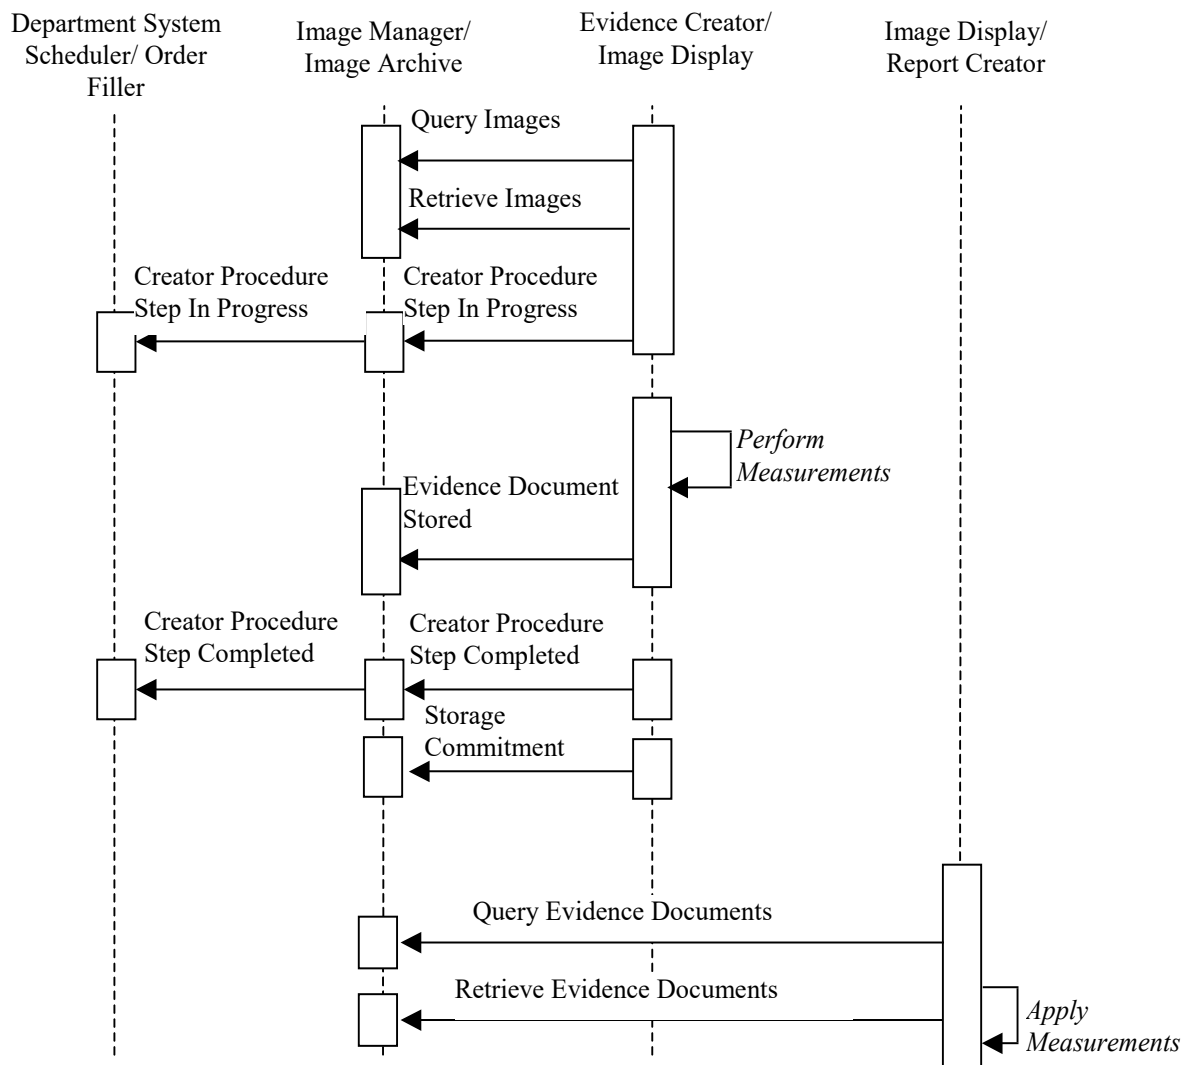 Department System
Scheduler/ Order
Filler
Image Manager/
Image Archive
Evidence Creator/
Image Display
Image Display/
Report Creator
Query Images
Retrieve Images
Creator Procedure
Step In Progress
Creator Procedure
Step In Progress
Perform
Measurements
Evidence Document
Stored
Creator Procedure
Step Completed
Creator Procedure
Step Completed
Storage
Commitment
Query Evidence Documents
Retrieve Evidence Documents
Apply
Measurements